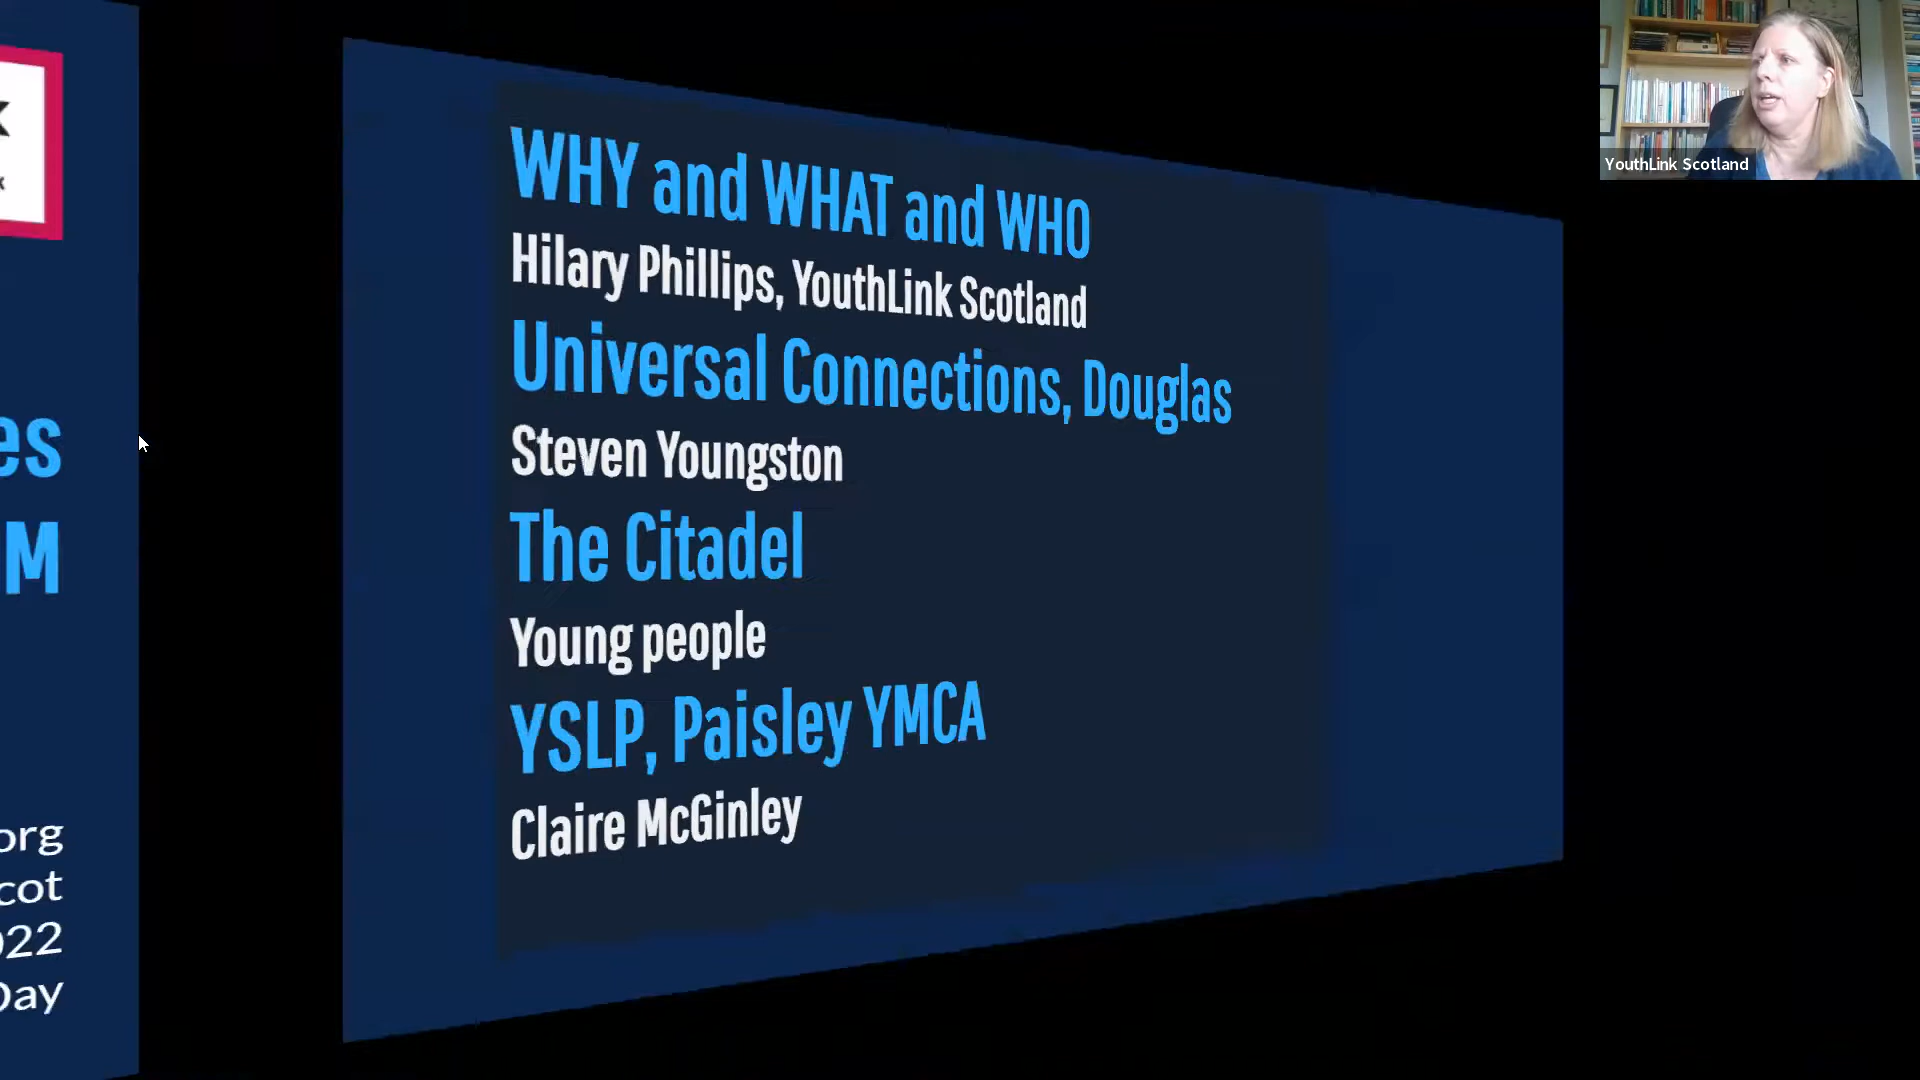 WHY and WHAT and WHO
Hilary Phillips, YouthLink Scotland
Universal Connections, Douglas
Steven Youngston
The Citadel
Young people
YSLP, Paisley YMCA
Claire McGinley
es
M
org
cot
022
Day
YouthLink Scotland